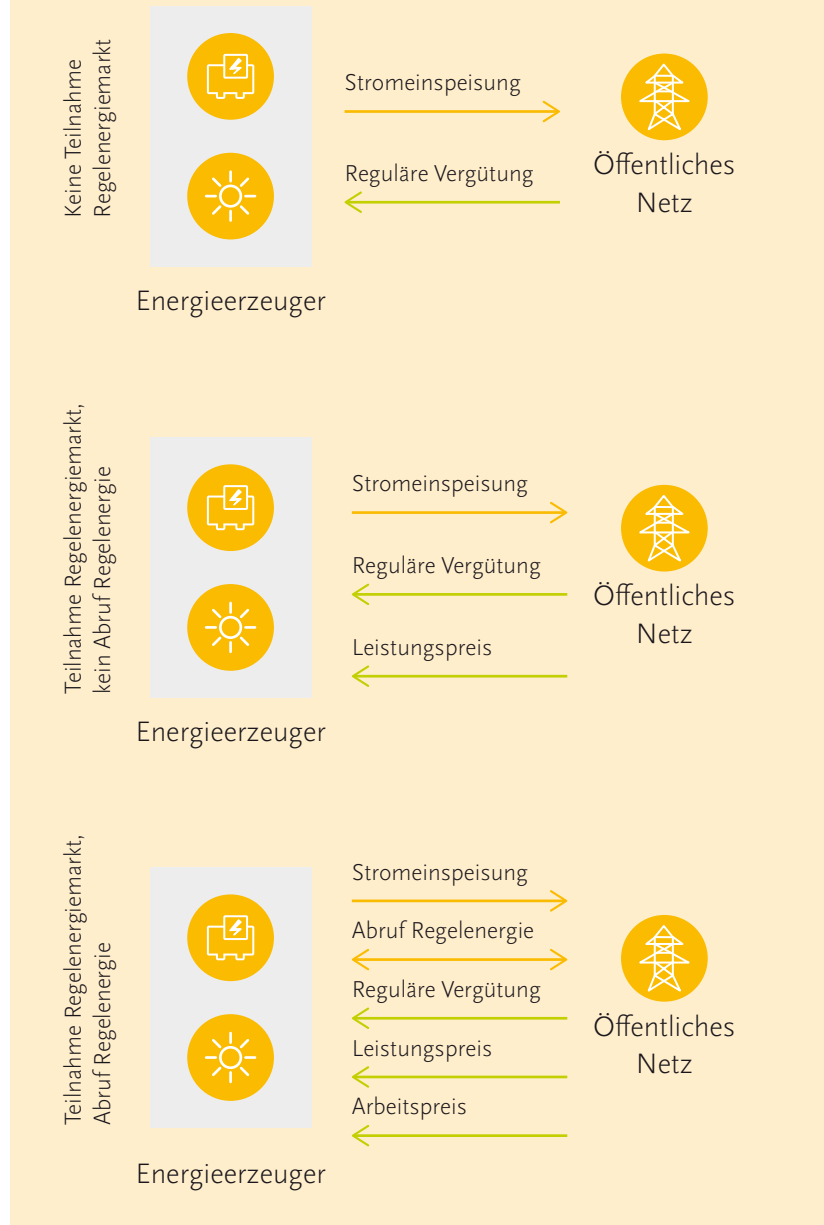 Keine Teilnahme
Regelenergiemarkt
Stromeinspeisung
Reguläre Vergütung
Öffentliches
Netz
Energieerzeuger
Teilnahme Regelenergiemarkt,
kein Abruf Regelenergie
Stromeinspeisung
Reguläre Vergütung
Leistungspreis
Öffentliches
Netz
Energieerzeuger
Teilnahme Regelenergiemarkt,
Abruf Regelenergie
Stromeinspeisung
Abruf Regelenergie
Reguläre Vergütung
Leistungspreis
Arbeitspreis
Öffentliches
Netz
Energieerzeuger